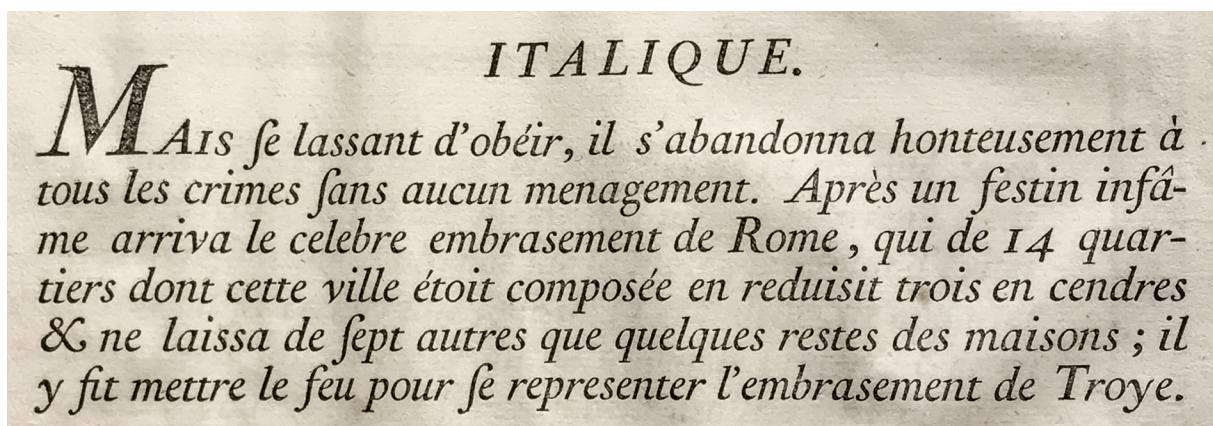 ITALIQUE.
MAIS ſe lassant d'obéir, il s'abandonna honteusement à
tous les crimes ſans aucun menagement. Après un festin infâ-
me arriva le celebre embrasement de Rome, qui de 14 quar-
tiers dont cette ville étoit composée en reduisit trois en cendres
& ne laissa de ſept autres que quelques restes des maisons ; il
y fit mettre le feu pour ſe representer l'embrasement de Troye.